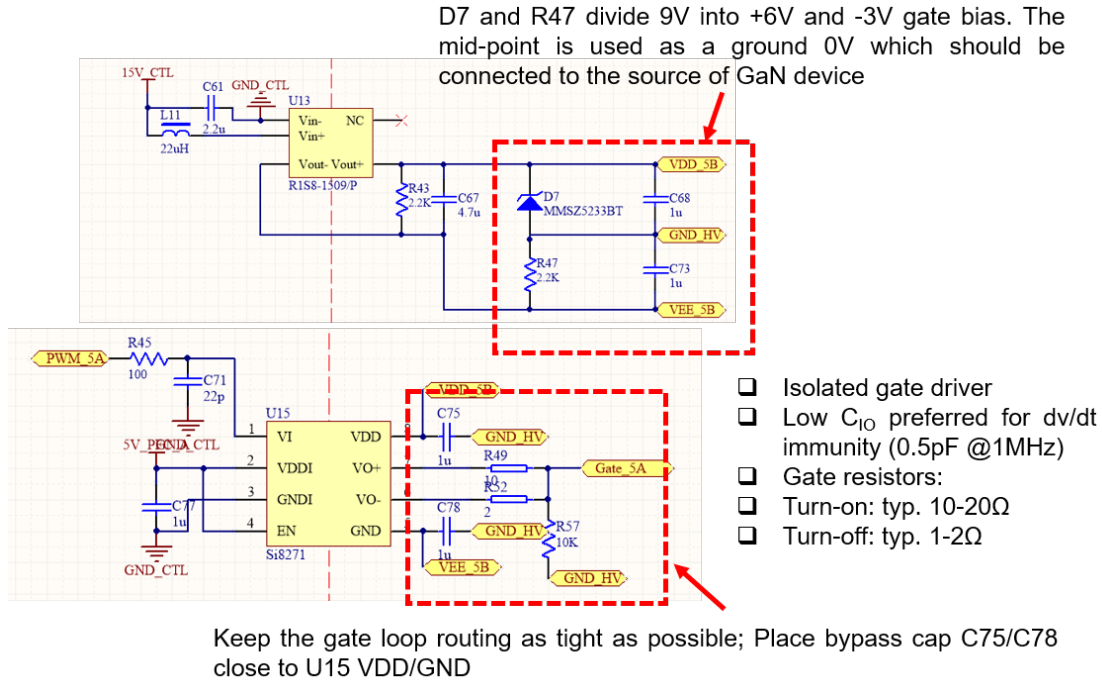 D7 and R47 divide 9V into +6V and -3V gate bias. The
mid-point is used as a ground 0V which should be
connected to the source of GaN device
15V_CTL
C61
GND_CTL
U13
L11
2.2u
Vin-
NC
Vin+
22uH
Vout-
Vout+
VDD_5B
R1S8-1509/P
R43
2.2K
C67
4.7u
D7
MMSZ5233BT
C68
1u
GND_HV
R47
2.2K
C73
1u
VEE_5B
PWM_5A
R45
100
C71
22p
U15
VDD_5B
1
VI
VDD
8
C75
GND_HV
1u
2
VDDI
VO+
7
R49
10
Gate_5A
3
GNDI
VO-
6
R52
2
4
EN
GND
5
C78
GND_HV
1u
R57
10K
Si8271
VEE_5B
GND_HV
C77
1u
GND_CTL
❑ Isolated gate driver
❑ Low CIO preferred for dv/dt
immunity (0.5pF @1MHz)
❑ Gate resistors:
❑ Turn-on: typ. 10-20Ω
❑ Turn-off: typ. 1-2Ω
Keep the gate loop routing as tight as possible; Place bypass cap C75/C78
close to U15 VDD/GND